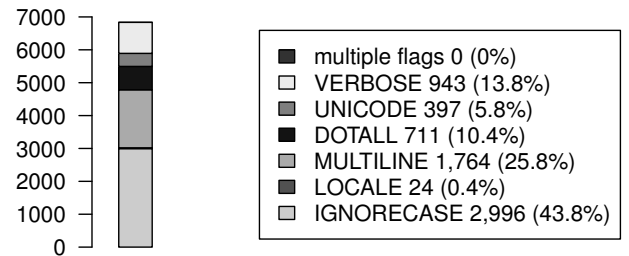 7000
6000
5000
4000
3000
2000
1000
0
multiple flags 0 (0%)
VERBOSE 943 (13.8%)
UNICODE 397 (5.8%)
DOTALL 711 (10.4%)
MULTILINE 1,764 (25.8%)
LOCALE 24 (0.4%)
IGNORECASE 2,996 (43.8%)